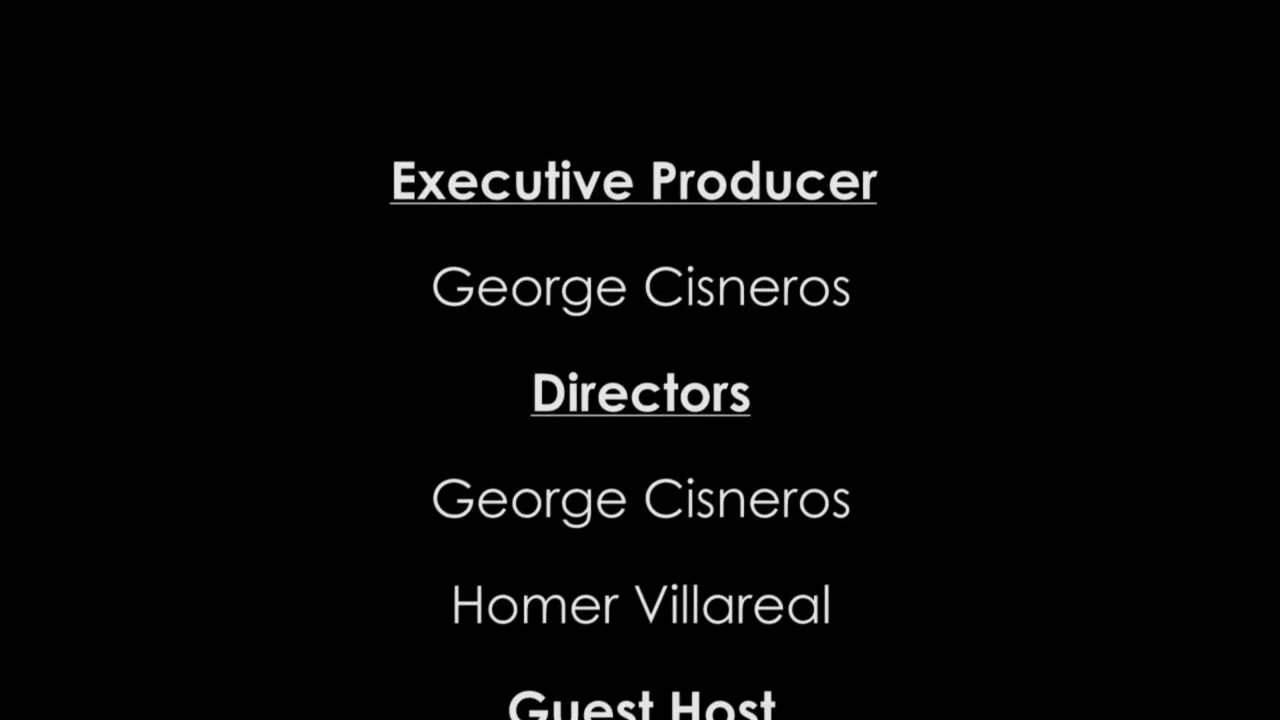 Executive Producer
George Cisneros
Directors
George Cisneros
Homer Villareal
Guest Host